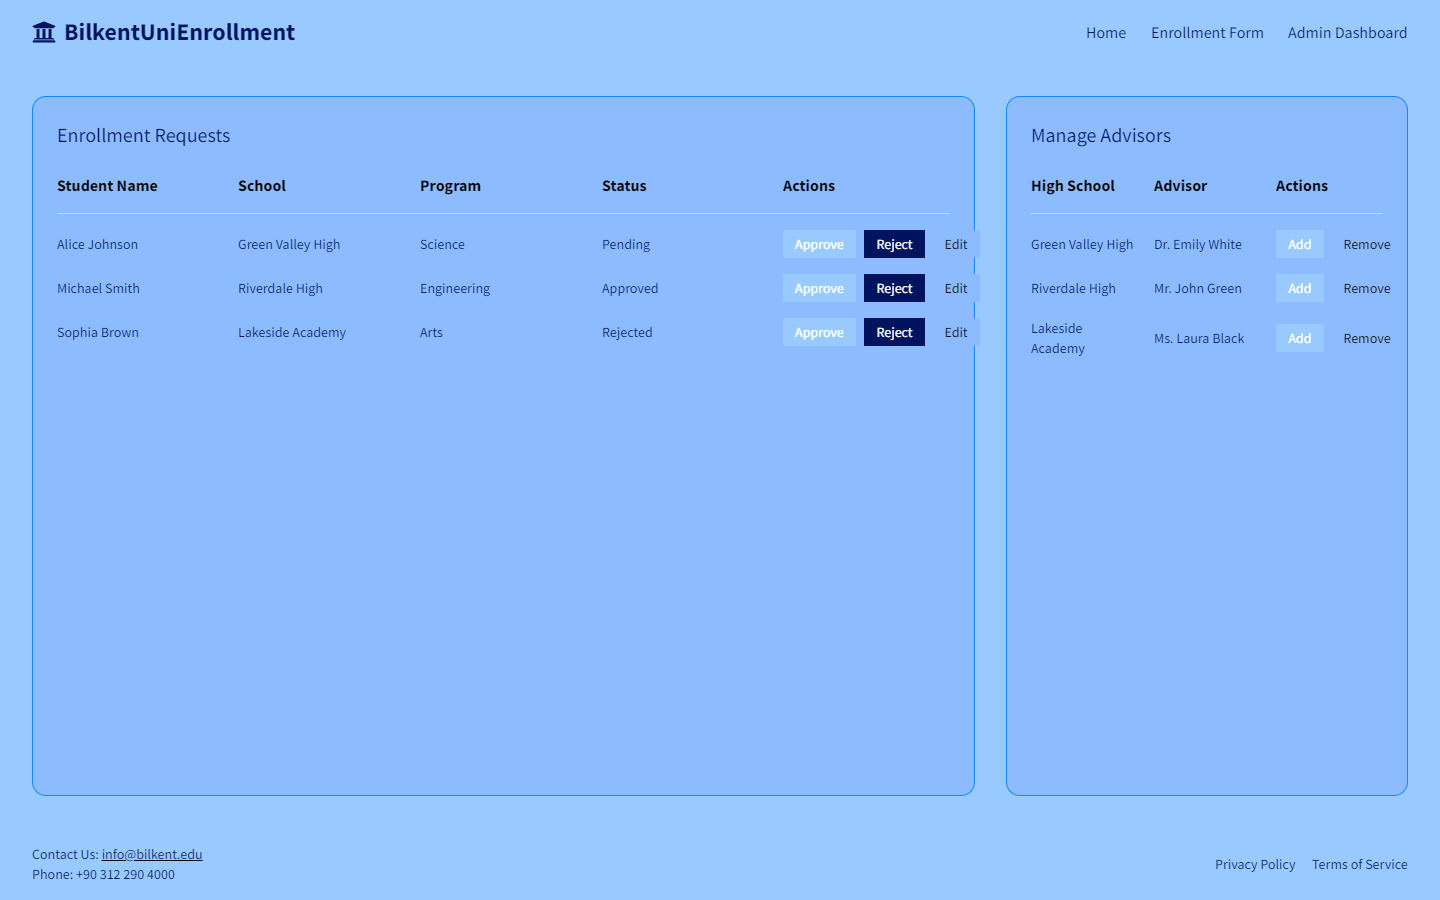 BilkentUniEnrollment
Home Enrollment Form Admin Dashboard
Enrollment Requests
Student Name School Program Status Actions
Alice Johnson Green Valley High Science Pending Approve Reject Edit
Michael Smith Riverdale High Engineering Approved Approve Reject Edit
Sophia Brown Lakeside Academy Arts Rejected Approve Reject Edit
Manage Advisors
High School Advisor Actions
Green Valley High Dr. Emily White Add Remove
Riverdale High Mr. John Green Add Remove
Lakeside
Academy Ms. Laura Black Add Remove
Contact Us: info@bilkent.edu
Phone: +90 312 290 4000
Privacy Policy Terms of Service